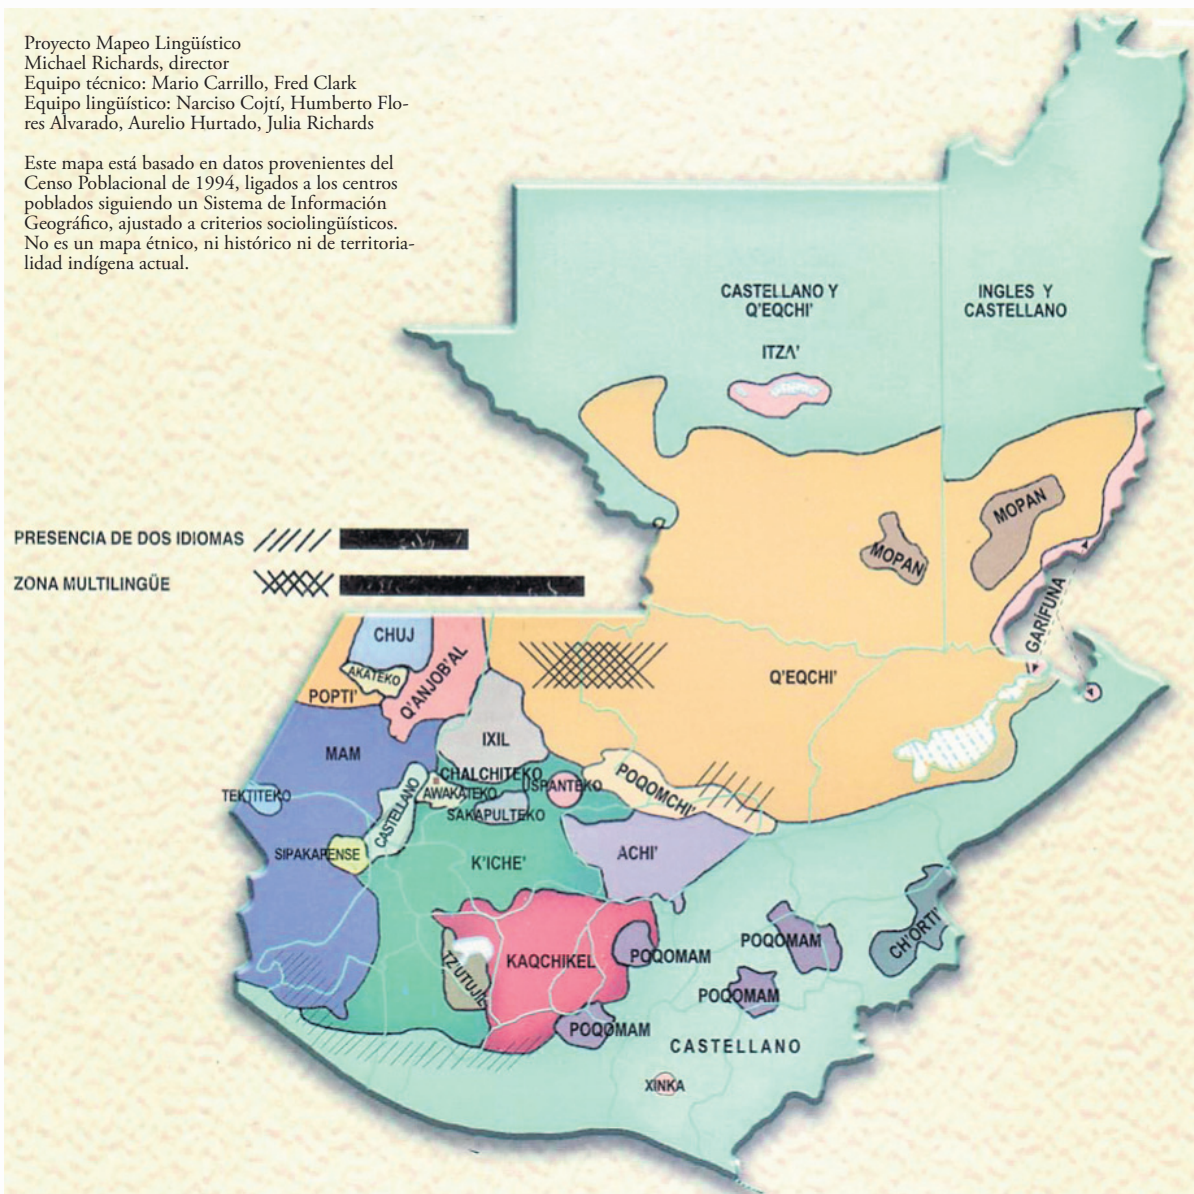 Proyecto Mapeo Lingüístico
Michael Richards, director
Equipo técnico: Mario Carrillo, Fred Clark
Equipo lingüístico: Narciso Cojtí, Humberto Flo-
res Alvarado, Aurelio Hurtado, Julia Richards
Este mapa está basado en datos provenientes del
Censo Poblacional de 1994, ligados a los centros
poblados siguiendo un Sistema de Información
Geográfico, ajustado a criterios sociolingüísticos.
No es un mapa étnico, ni histórico ni de territoria-
lidad indígena actual.
CASTELLANO Y
Q'EQCHI'
INGLES Y
CASTELLANO
ITZA'
MOPAN
MOPAN
PRESENCIA DE DOS IDIOMAS
ZONA MULTILINGÜE
GARÍFUNA
CHUJ
AKATEKO
POPTI'
Q'ANJOB'AL
Q'EQCHI'
MAM
IXIL
CHALCHITEKO
AWAKATEKO
USPANTEKO
POQOMCHI'
TEKTITEKO
CASTELLANO
SAKAPULTEKO
SIPAKAPENSE
K'ICHE'
ACHI'
CH'ORTI'
POQOMAM
POQOMAM
TZ'UTUJIL
KAQCHIKEL
POQOMAM
POQOMAM
CASTELLANO
XINKA